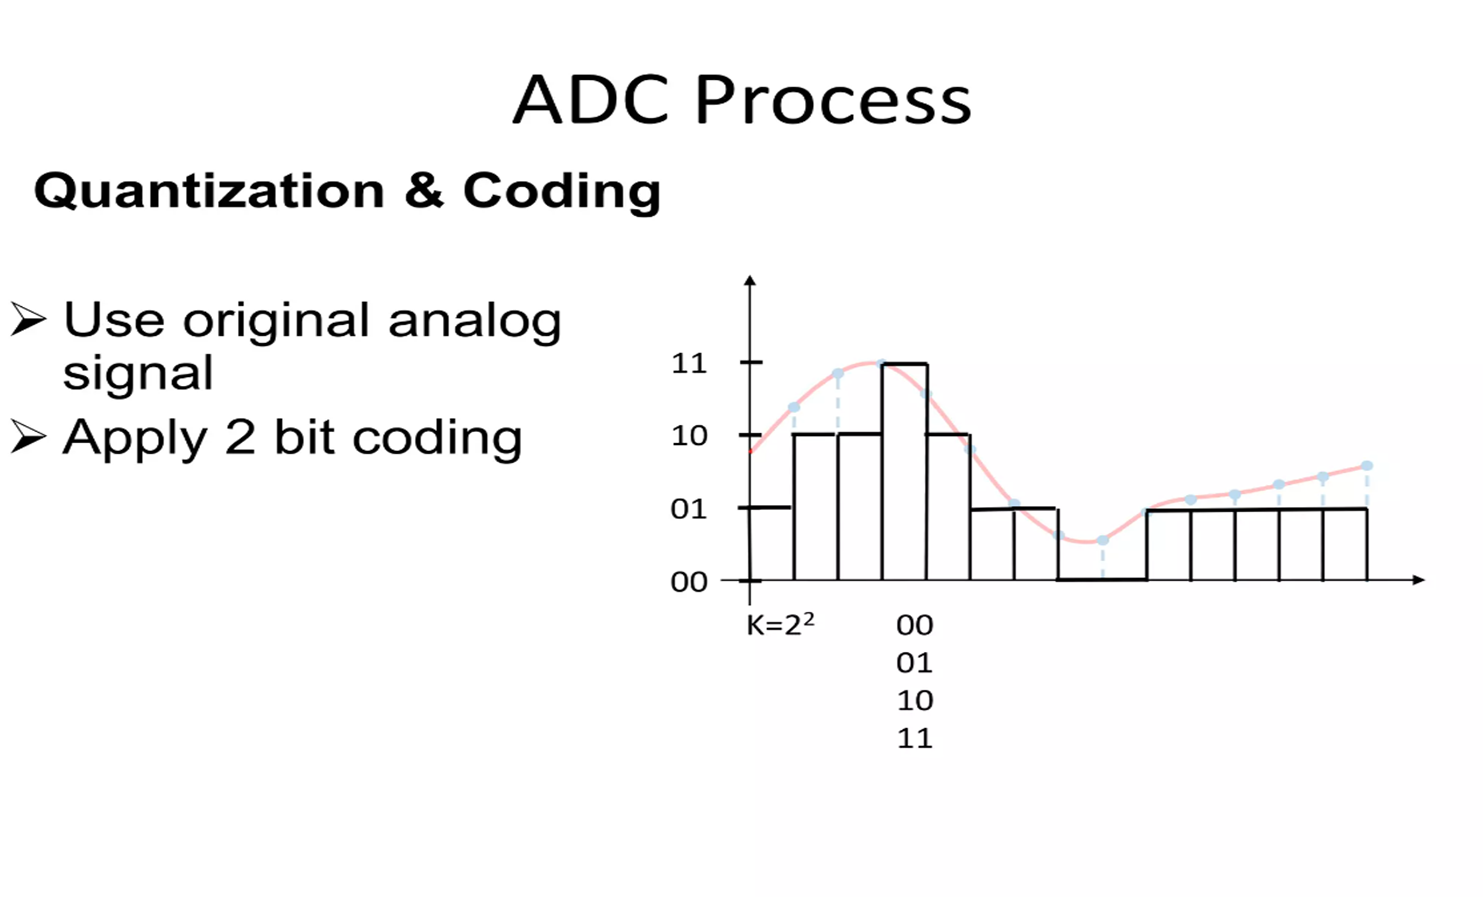 ADC Process
Quantization & Coding
➢ Use original analog
signal
➢ Apply 2 bit coding
11
10
01
00
K=2²
00
01
10
11